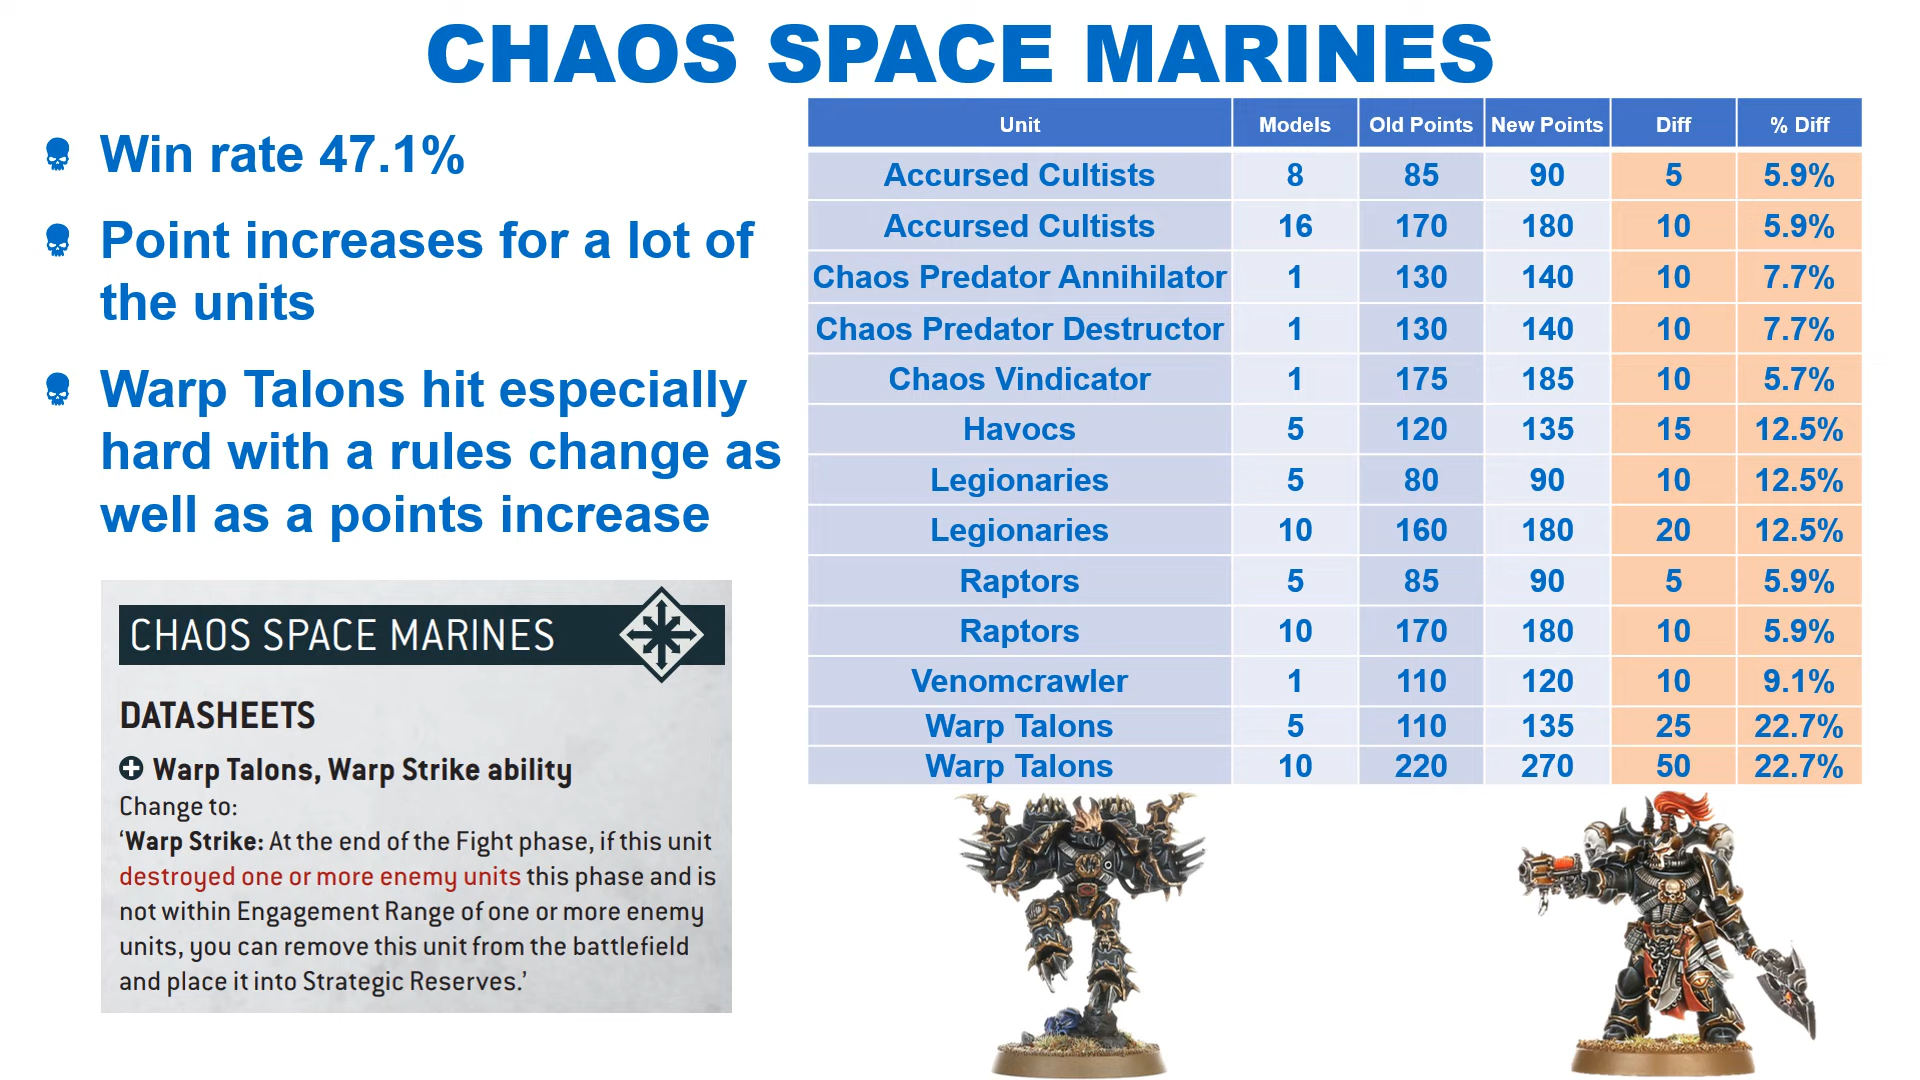 CHAOS SPACE MARINES
Win rate 47.1%
Point increases for a lot of
the units
Warp Talons hit especially
hard with a rules change as
well as a points increase
CHAOS SPACE MARINES
DATASHEETS
Warp Talons, Warp Strike ability
Change to:
‘Warp Strike: At the end of the Fight phase, if this unit
destroyed one or more enemy units this phase and is
not within Engagement Range of one or more enemy
units, you can remove this unit from the battlefield
and place it into Strategic Reserves.’
Unit Models Old Points New Points Diff % Diff
Accursed Cultists 8 85 90 5 5.9%
Accursed Cultists 16 170 180 10 5.9%
Chaos Predator Annihilator 1 130 140 10 7.7%
Chaos Predator Destructor 1 130 140 10 7.7%
Chaos Vindicator 1 175 185 10 5.7%
Havocs 5 120 135 15 12.5%
Legionaries 5 80 90 10 12.5%
Legionaries 10 160 180 20 12.5%
Raptors 5 85 90 5 5.9%
Raptors 10 170 180 10 5.9%
Venomcrawler 1 110 120 10 9.1%
Warp Talons 5 110 135 25 22.7%
Warp Talons 10 220 270 50 22.7%